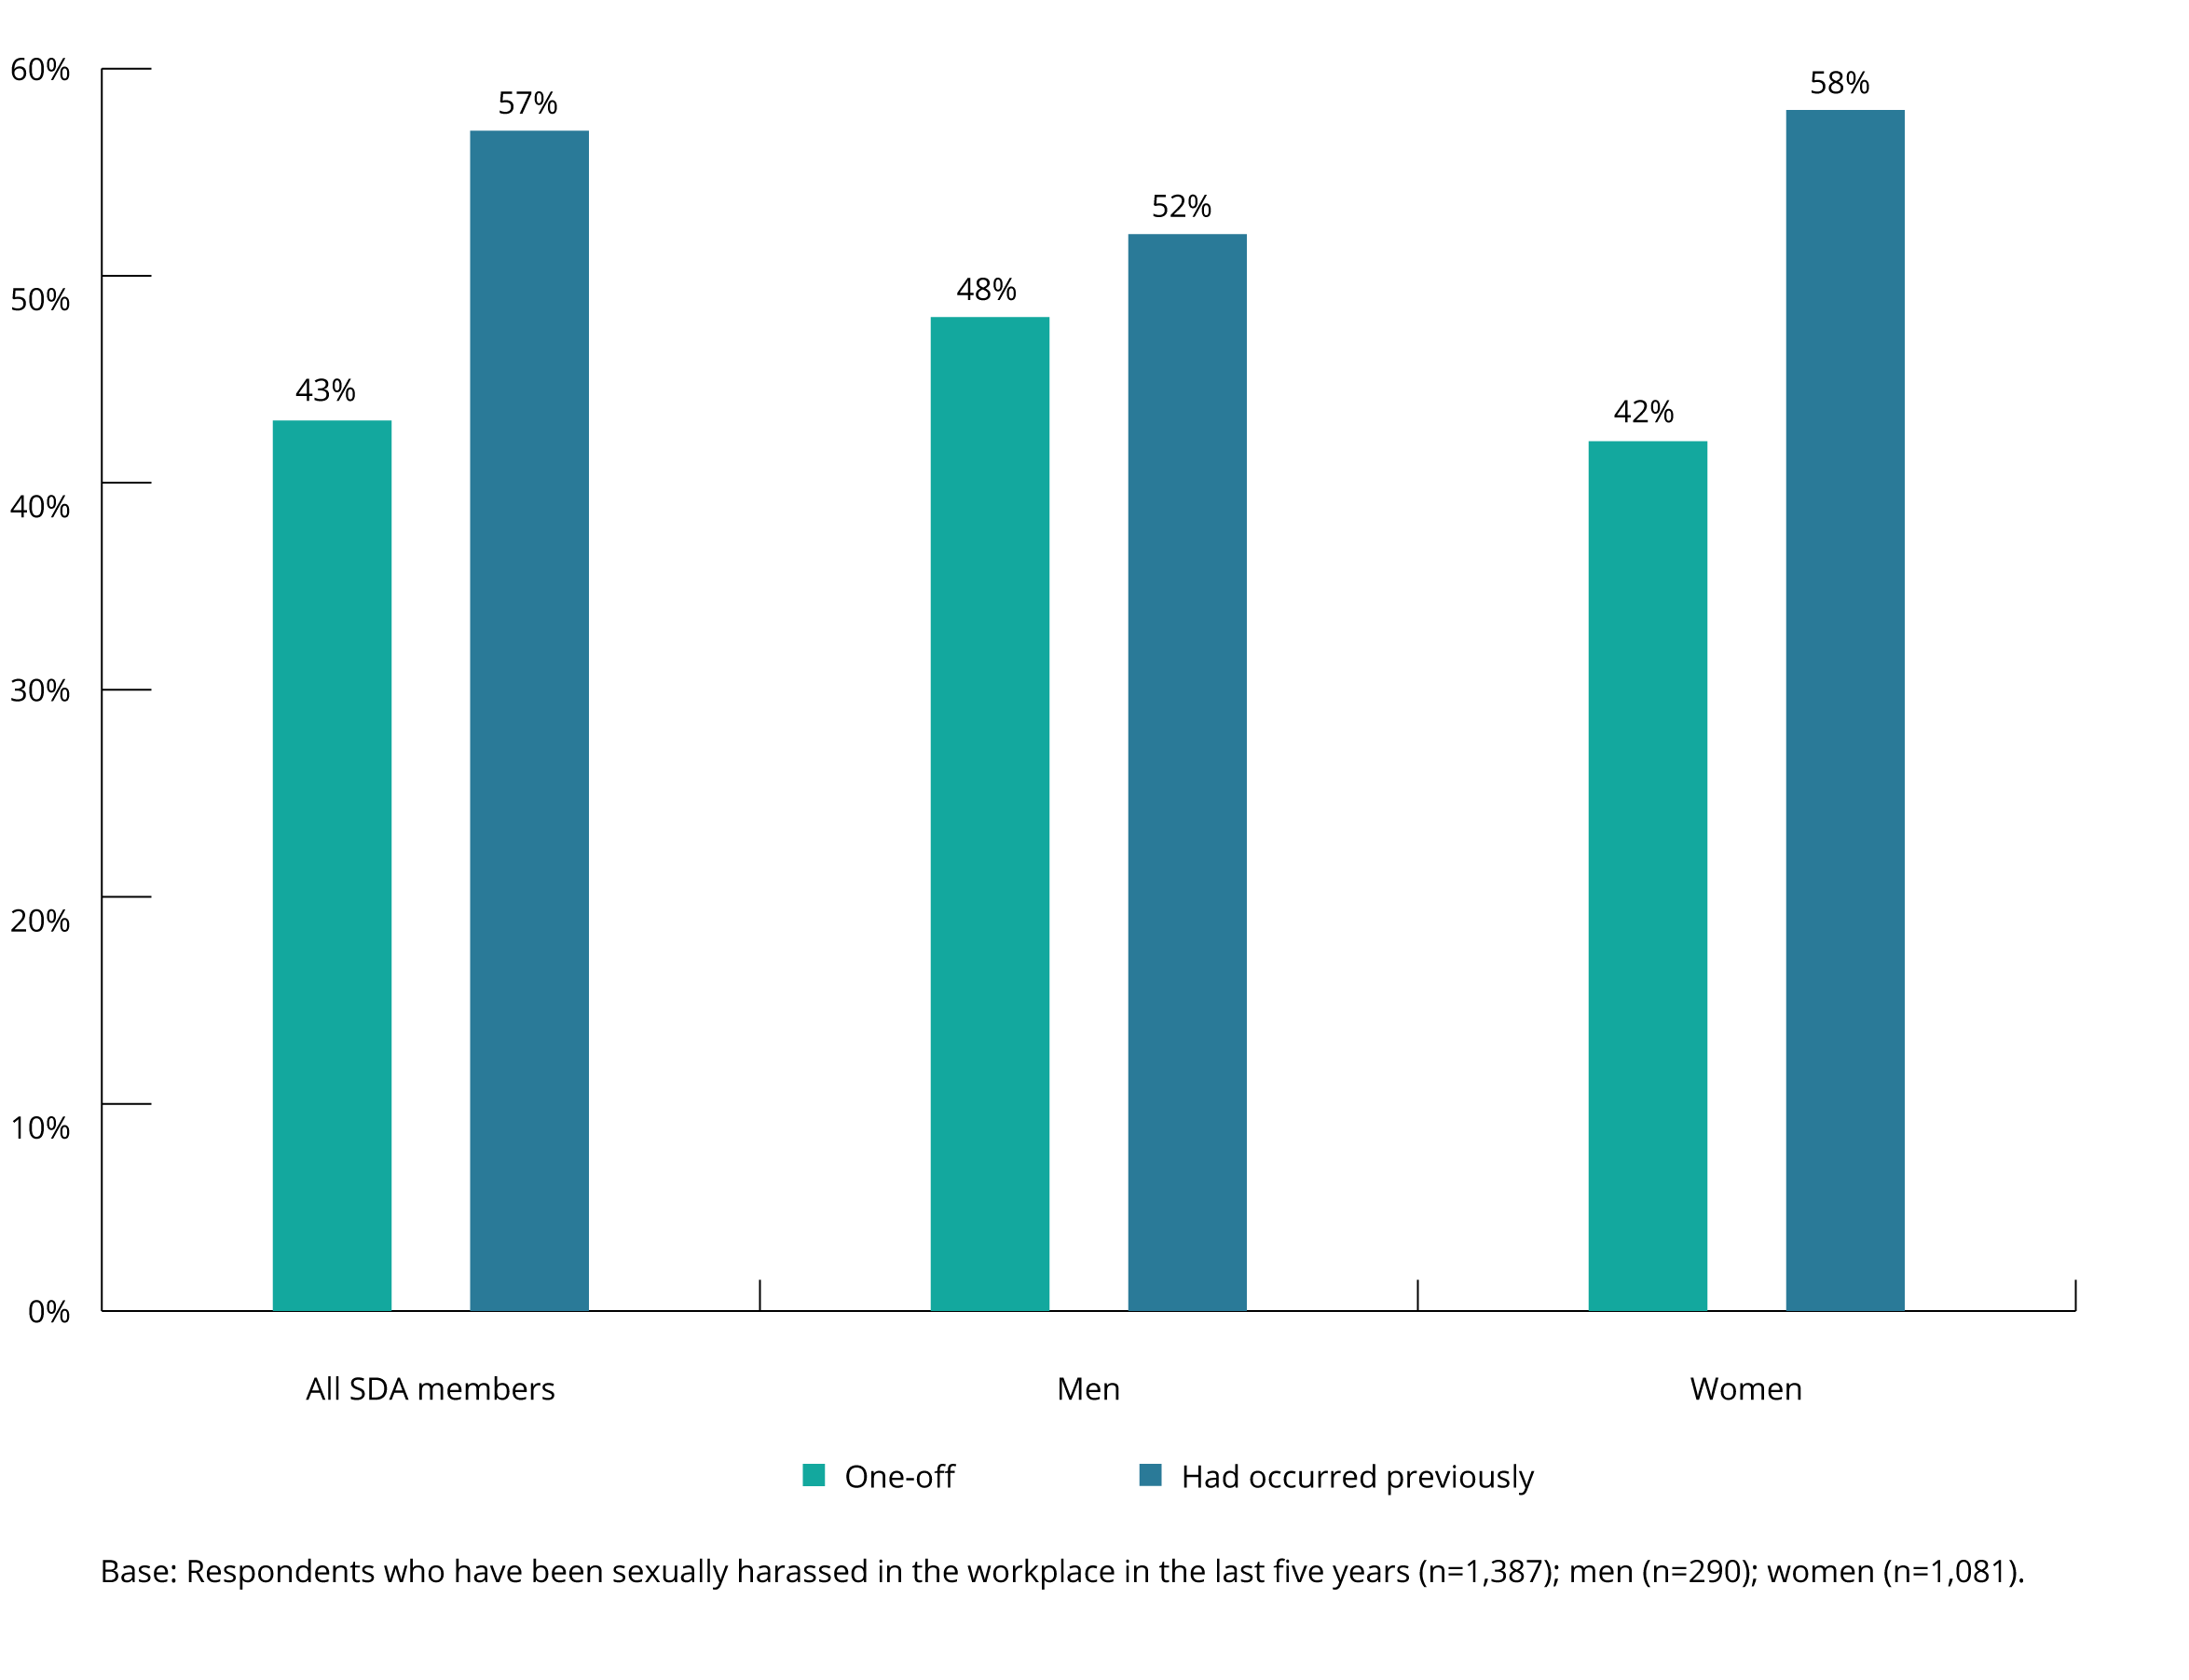 60%
57%
58%
52%
50%
48%
43%
42%
40%
30%
20%
10%
0%
All SDA members
Men
Women
One-off
Had occurred previously
Base: Respondents who have been sexually harassed in the workplace in the last five years (n=1,387); men (n=290); women (n=1,081).